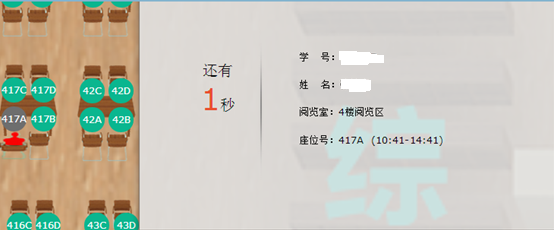 417C 417D 42C 42D
417A 417B 42A 42B
416C 416D 43C 43D
还有
1秒
学 号：
姓 名：
阅览室：4楼阅览区
座位号：417A (10:41-14:41)
综